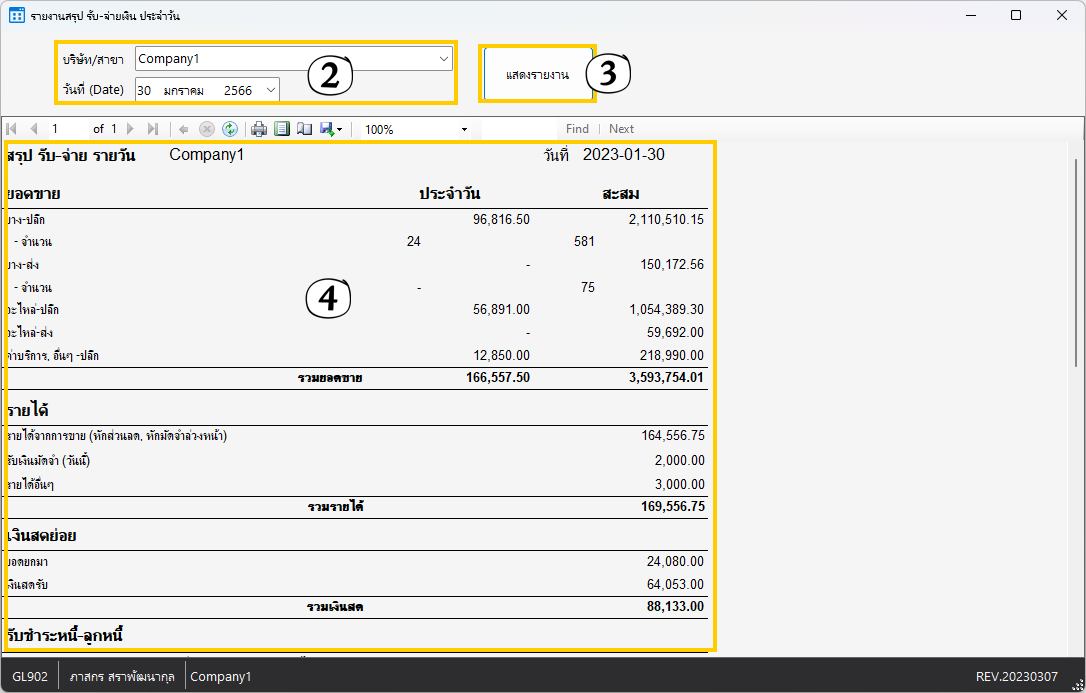 รายงานสรุป รับ-จ่ายเงิน ประจำวัน
บริษัท/สาขา Company1
วันที่ (Date) 30 มกราคม 2566
2
แสดงรายงาน
3
1 of 1 100% Find | Next
สรุป รับ-จ่าย รายวัน Company1 วันที่ 2023-01-30
ยอดขาย ประจำวัน สะสม
ยาง-ปลีก 96,816.50 2,110,510.15
- จำนวน 24 581
ยาง-ส่ง - 150,172.56
- จำนวน - 75
4
อะไหล่-ปลีก 56,891.00 1,054,389.30
อะไหล่-ส่ง - 59,692.00
ค่าบริการ, อื่นๆ -ปลีก 12,850.00 218,990.00
รวมยอดขาย 166,557.50 3,593,754.01
รายได้
รายได้จากการขาย (หักส่วนลด, หักมัดจำล่วงหน้า) 164,556.75
รับเงินมัดจำ (วันนี้) 2,000.00
รายได้อื่นๆ 3,000.00
รวมรายได้ 169,556.75
เงินสดย่อย
ยอดยกมา 24,080.00
เงินสดรับ 64,053.00
รวมเงินสด 88,133.00
รับชำระหนี้-ลูกหนี้
GL902 ภาสกร สราพัฒนากุล Company1 REV.20230307